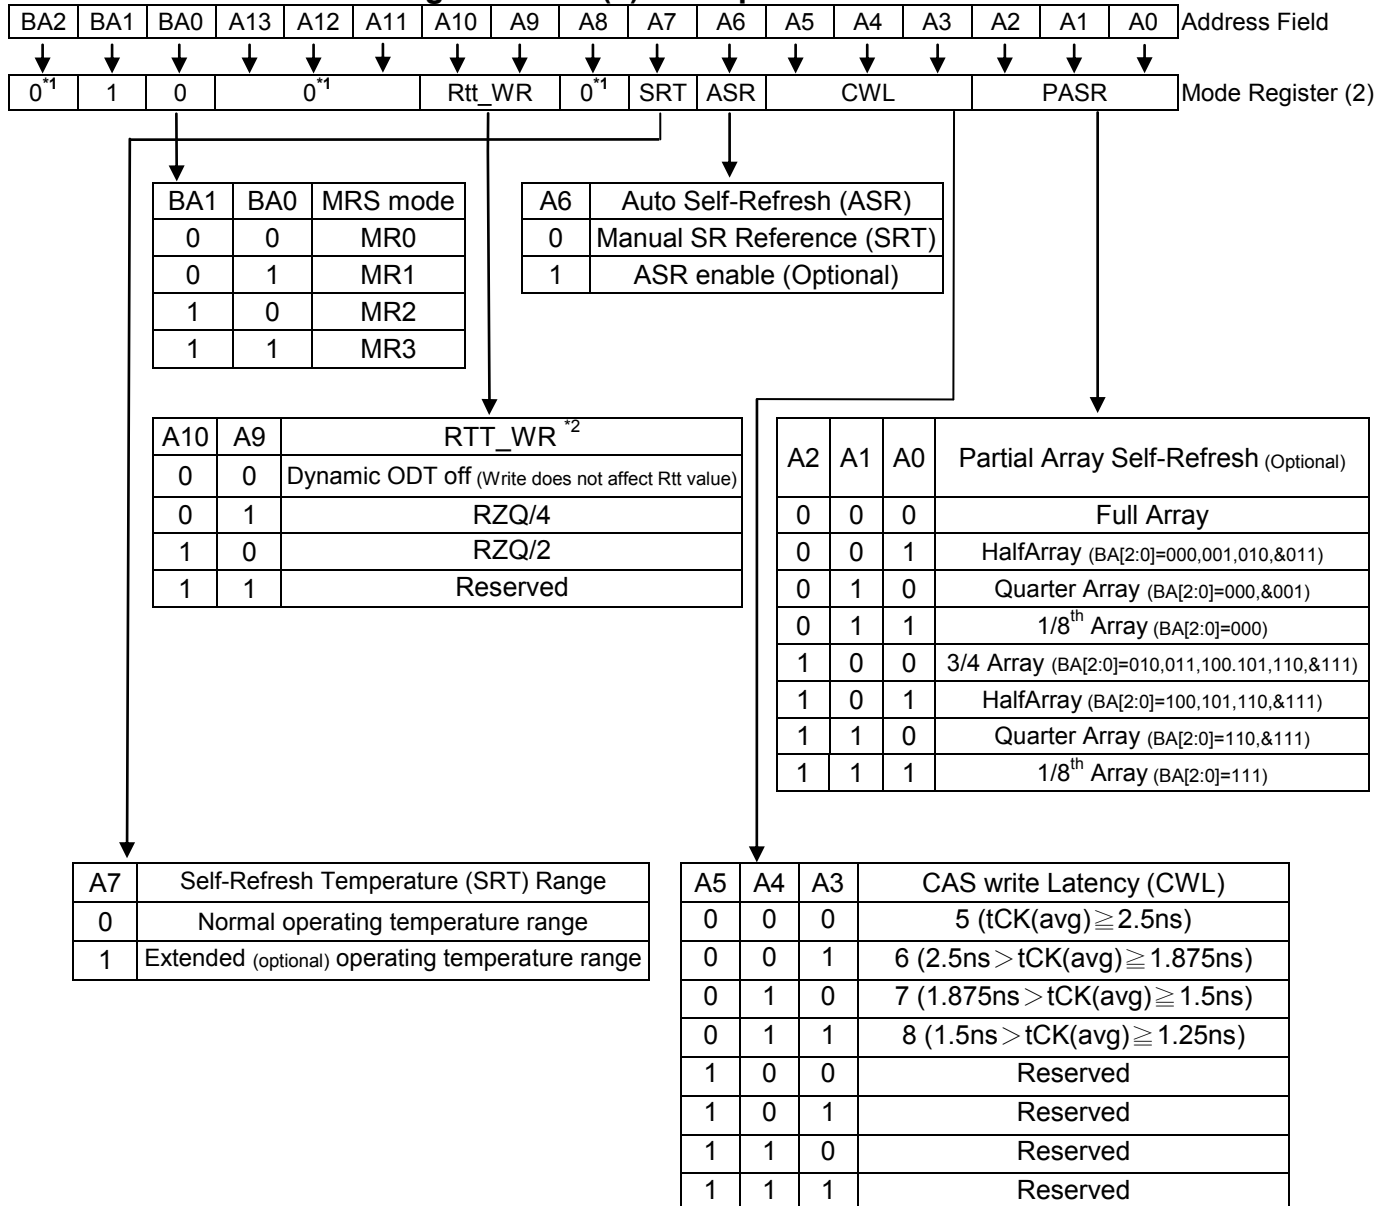 BA2 BA1 BA0 A13 A12 A11 A10 A9 A8 A7 A6 A5 A4 A3 A2 A1 A0 Address Field
0*1 1 0 0*1 Rtt_WR 0*1 SRT ASR CWL PASR Mode Register (2)
BA1 BA0 MRS mode
0 0 MR0
0 1 MR1
1 0 MR2
1 1 MR3
A6 Auto Self-Refresh (ASR)
0 Manual SR Reference (SRT)
1 ASR enable (Optional)
A10 A9 RTT_WR *2
0 0 Dynamic ODT off (Write does not affect Rtt value)
0 1 RZQ/4
1 0 RZQ/2
1 1 Reserved
A2 A1 A0 Partial Array Self-Refresh (Optional)
0 0 0 Full Array
0 0 1 HalfArray (BA[2:0]=000,001,010,&011)
0 1 0 Quarter Array (BA[2:0]=000,&001)
0 1 1 1/8th Array (BA[2:0]=000)
1 0 0 3/4 Array (BA[2:0]=010,011,100.101,110,&111)
1 0 1 HalfArray (BA[2:0]=100,101,110,&111)
1 1 0 Quarter Array (BA[2:0]=110,&111)
1 1 1 1/8th Array (BA[2:0]=111)
A7 Self-Refresh Temperature (SRT) Range
0 Normal operating temperature range
1 Extended (optional) operating temperature range
A5 A4 A3 CAS write Latency (CWL)
0 0 0 5 (tCK(avg)≧2.5ns)
0 0 1 6 (2.5ns＞tCK(avg)≧1.875ns)
0 1 0 7 (1.875ns＞tCK(avg)≧1.5ns)
0 1 1 8 (1.5ns＞tCK(avg)≧1.25ns)
1 0 0 Reserved
1 0 1 Reserved
1 1 0 Reserved
1 1 1 Reserved